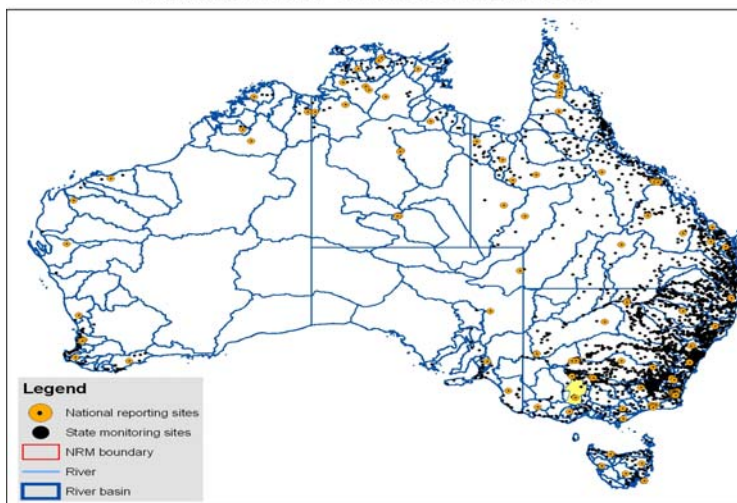 Legend
National reporting sites
State monitoring sites
NRM boundary
River
River basin